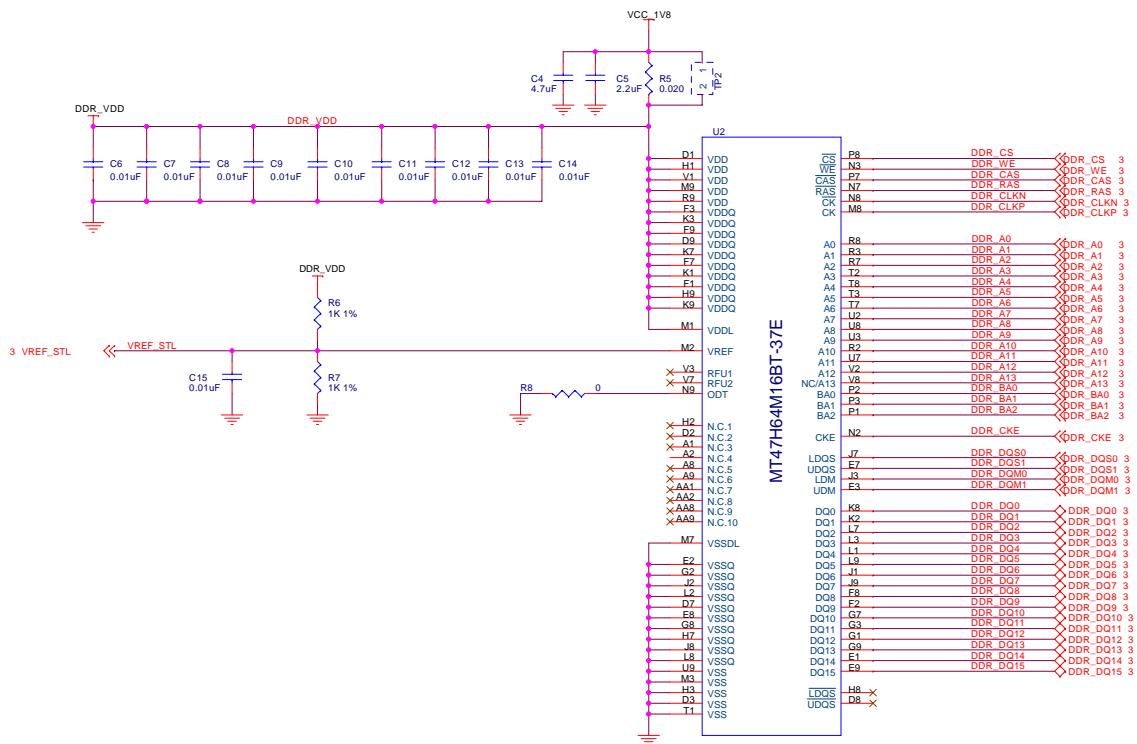 VCC_1V8
C4
4.7uF
C5
2.2uF
R5
0.020
1
2
TP2
DDR_VDD
DDR_VDD
C6
0.01uF
C7
0.01uF
C8
0.01uF
C9
0.01uF
C10
0.01uF
C11
0.01uF
C12
0.01uF
C13
0.01uF
C14
0.01uF
DDR_VDD
R6
1K 1%
3 VREF_STL
VREF_STL
C15
0.01uF
R7
1K 1%
R8
0
U2
MT47H64M16BT-37E
D1 VDD
H1 VDD
V1 VDD
M9 VDD
R9 VDD
F3 VDDQ
K3 VDDQ
F9 VDDQ
D9 VDDQ
K7 VDDQ
F7 VDDQ
K1 VDDQ
F1 VDDQ
H9 VDDQ
K9 VDDQ
M1 VDDL
M2 VREF
V3 RFU1
V7 RFU2
N9 ODT
H2 N.C.1
D2 N.C.2
A1 N.C.3
A2 N.C.4
A8 N.C.5
A9 N.C.6
AA1 N.C.7
AA2 N.C.8
AA8 N.C.9
AA9 N.C.10
M7 VSSDL
E2 VSSQ
G2 VSSQ
J2 VSSQ
L2 VSSQ
D7 VSSQ
E8 VSSQ
G8 VSSQ
H7 VSSQ
J8 VSSQ
L8 VSSQ
U9 VSS
M3 VSS
H3 VSS
D3 VSS
T1 VSS
CS P8 DDR_CS DDR_CS 3
WE N3 DDR_WE DDR_WE 3
CAS P7 DDR_CAS DDR_CAS 3
RAS N7 DDR_RAS DDR_RAS 3
CK N8 DDR_CLKN DDR_CLKN 3
CK M8 DDR_CLKP DDR_CLKP 3
A0 R8 DDR_A0 DDR_A0 3
A1 R3 DDR_A1 DDR_A1 3
A2 R7 DDR_A2 DDR_A2 3
A3 T2 DDR_A3 DDR_A3 3
A4 T8 DDR_A4 DDR_A4 3
A5 T3 DDR_A5 DDR_A5 3
A6 T7 DDR_A6 DDR_A6 3
A7 U2 DDR_A7 DDR_A7 3
A8 U8 DDR_A8 DDR_A8 3
A9 U3 DDR_A9 DDR_A9 3
A10 R2 DDR_A10 DDR_A10 3
A11 U7 DDR_A11 DDR_A11 3
A12 V2 DDR_A12 DDR_A12 3
NC/A13 V8 DDR_A13 DDR_A13 3
BA0 P2 DDR_BA0 DDR_BA0 3
BA1 P3 DDR_BA1 DDR_BA1 3
BA2 P1 DDR_BA2 DDR_BA2 3
CKE N2 DDR_CKE DDR_CKE 3
LDQS J7 DDR_DQS0 DDR_DQS0 3
UDQS E7 DDR_DQS1 DDR_DQS1 3
LDM J3 DDR_DQM0 DDR_DQM0 3
UDM E3 DDR_DQM1 DDR_DQM1 3
DQ0 K8 DDR_DQ0 DDR_DQ0 3
DQ1 K2 DDR_DQ1 DDR_DQ1 3
DQ2 L7 DDR_DQ2 DDR_DQ2 3
DQ3 L3 DDR_DQ3 DDR_DQ3 3
DQ4 L1 DDR_DQ4 DDR_DQ4 3
DQ5 L9 DDR_DQ5 DDR_DQ5 3
DQ6 J1 DDR_DQ6 DDR_DQ6 3
DQ7 J9 DDR_DQ7 DDR_DQ7 3
DQ8 F8 DDR_DQ8 DDR_DQ8 3
DQ9 F2 DDR_DQ9 DDR_DQ9 3
DQ10 G7 DDR_DQ10 DDR_DQ10 3
DQ11 G3 DDR_DQ11 DDR_DQ11 3
DQ12 G1 DDR_DQ12 DDR_DQ12 3
DQ13 G9 DDR_DQ13 DDR_DQ13 3
DQ14 E1 DDR_DQ14 DDR_DQ14 3
DQ15 E9 DDR_DQ15 DDR_DQ15 3
LDQS H8
UDQS D8